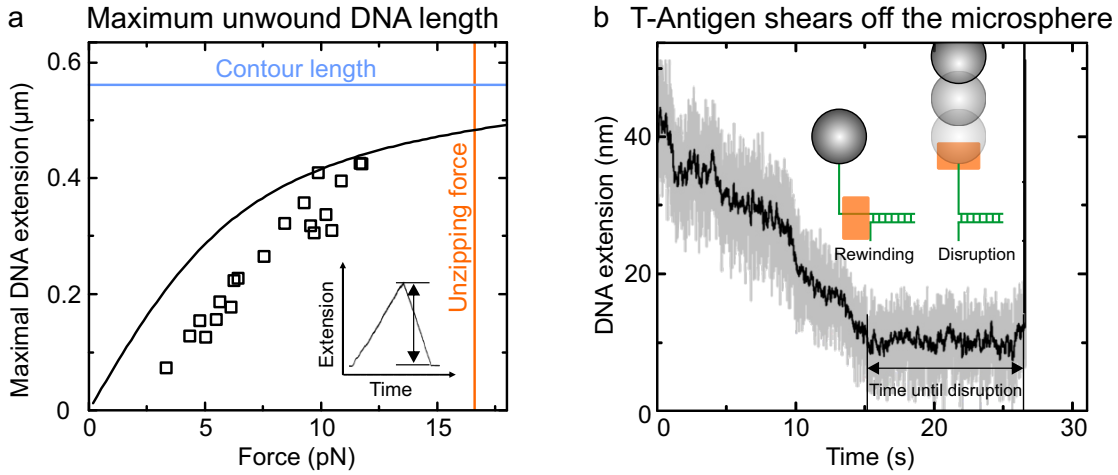 a Maximum unwound DNA length
Maximal DNA extension (μm)
0.6
0.4
0.2
0
Contour length
Unzipping force
Extension
Time
0 5 10 15
Force (pN)
b T-Antigen shears off the microsphere
DNA extension (nm)
60
40
20
0
Rewinding Disruption
Time until disruption
0 10 20 30
Time (s)